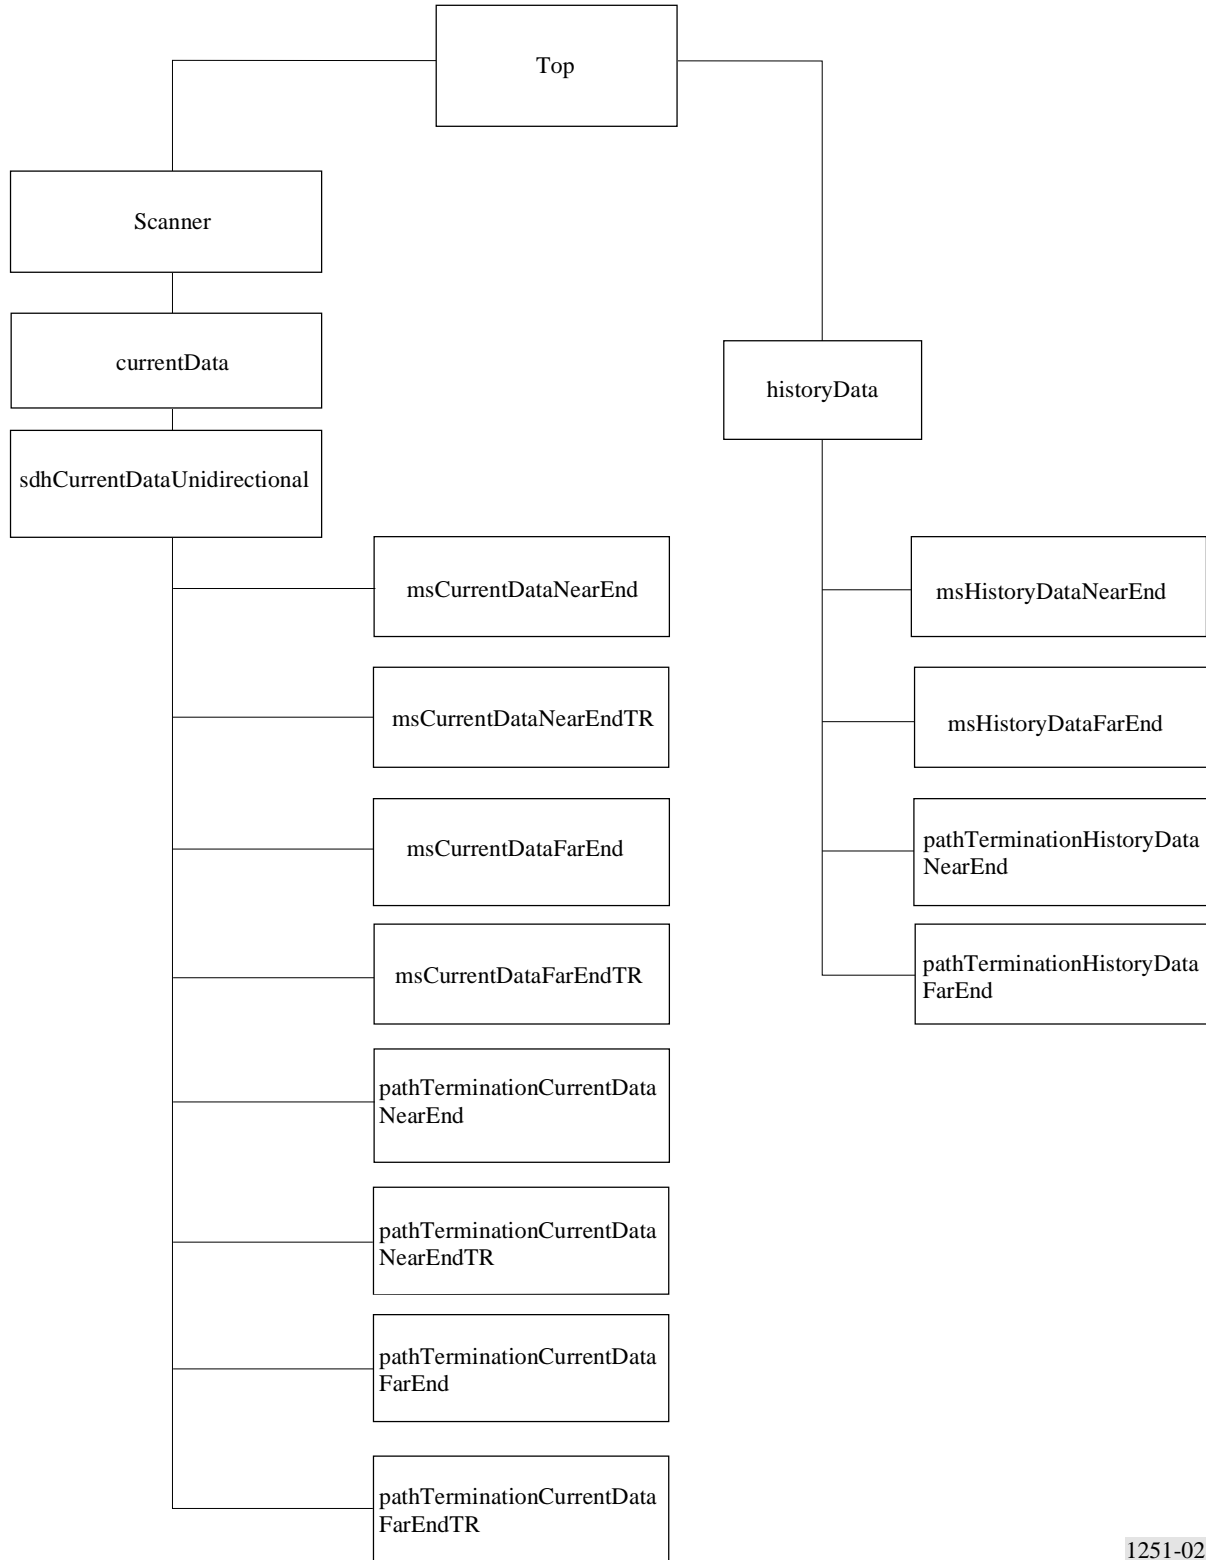 Top
Scanner
currentData
sdhCurrentDataUnidirectional
msCurrentDataNearEnd
msCurrentDataNearEndTR
msCurrentDataFarEnd
msCurrentDataFarEndTR
pathTerminationCurrentData
NearEnd
pathTerminationCurrentData
NearEndTR
pathTerminationCurrentData
FarEnd
pathTerminationCurrentData
FarEndTR
historyData
msHistoryDataNearEnd
msHistoryDataFarEnd
pathTerminationHistoryData
NearEnd
pathTerminationHistoryData
FarEnd
1251-02